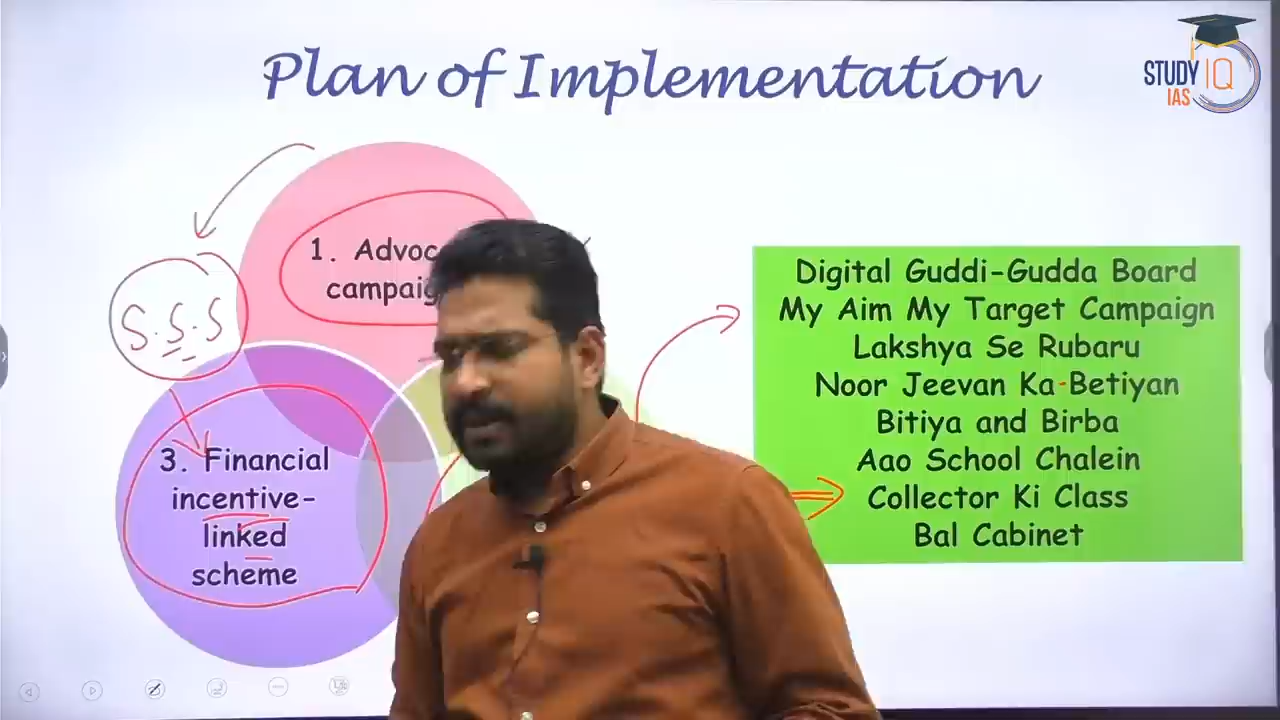 Plan of Implementation
STUDY IQ
IAS
1. Advoc
campaig
S.S.S
3. Financial
incentive-
linked
scheme
Digital Guddi-Gudda Board
My Aim My Target Campaign
Lakshya Se Rubaru
Noor Jeevan Ka-Betiyan
Bitiya and Birba
Aao School Chalein
Collector Ki Class
Bal Cabinet